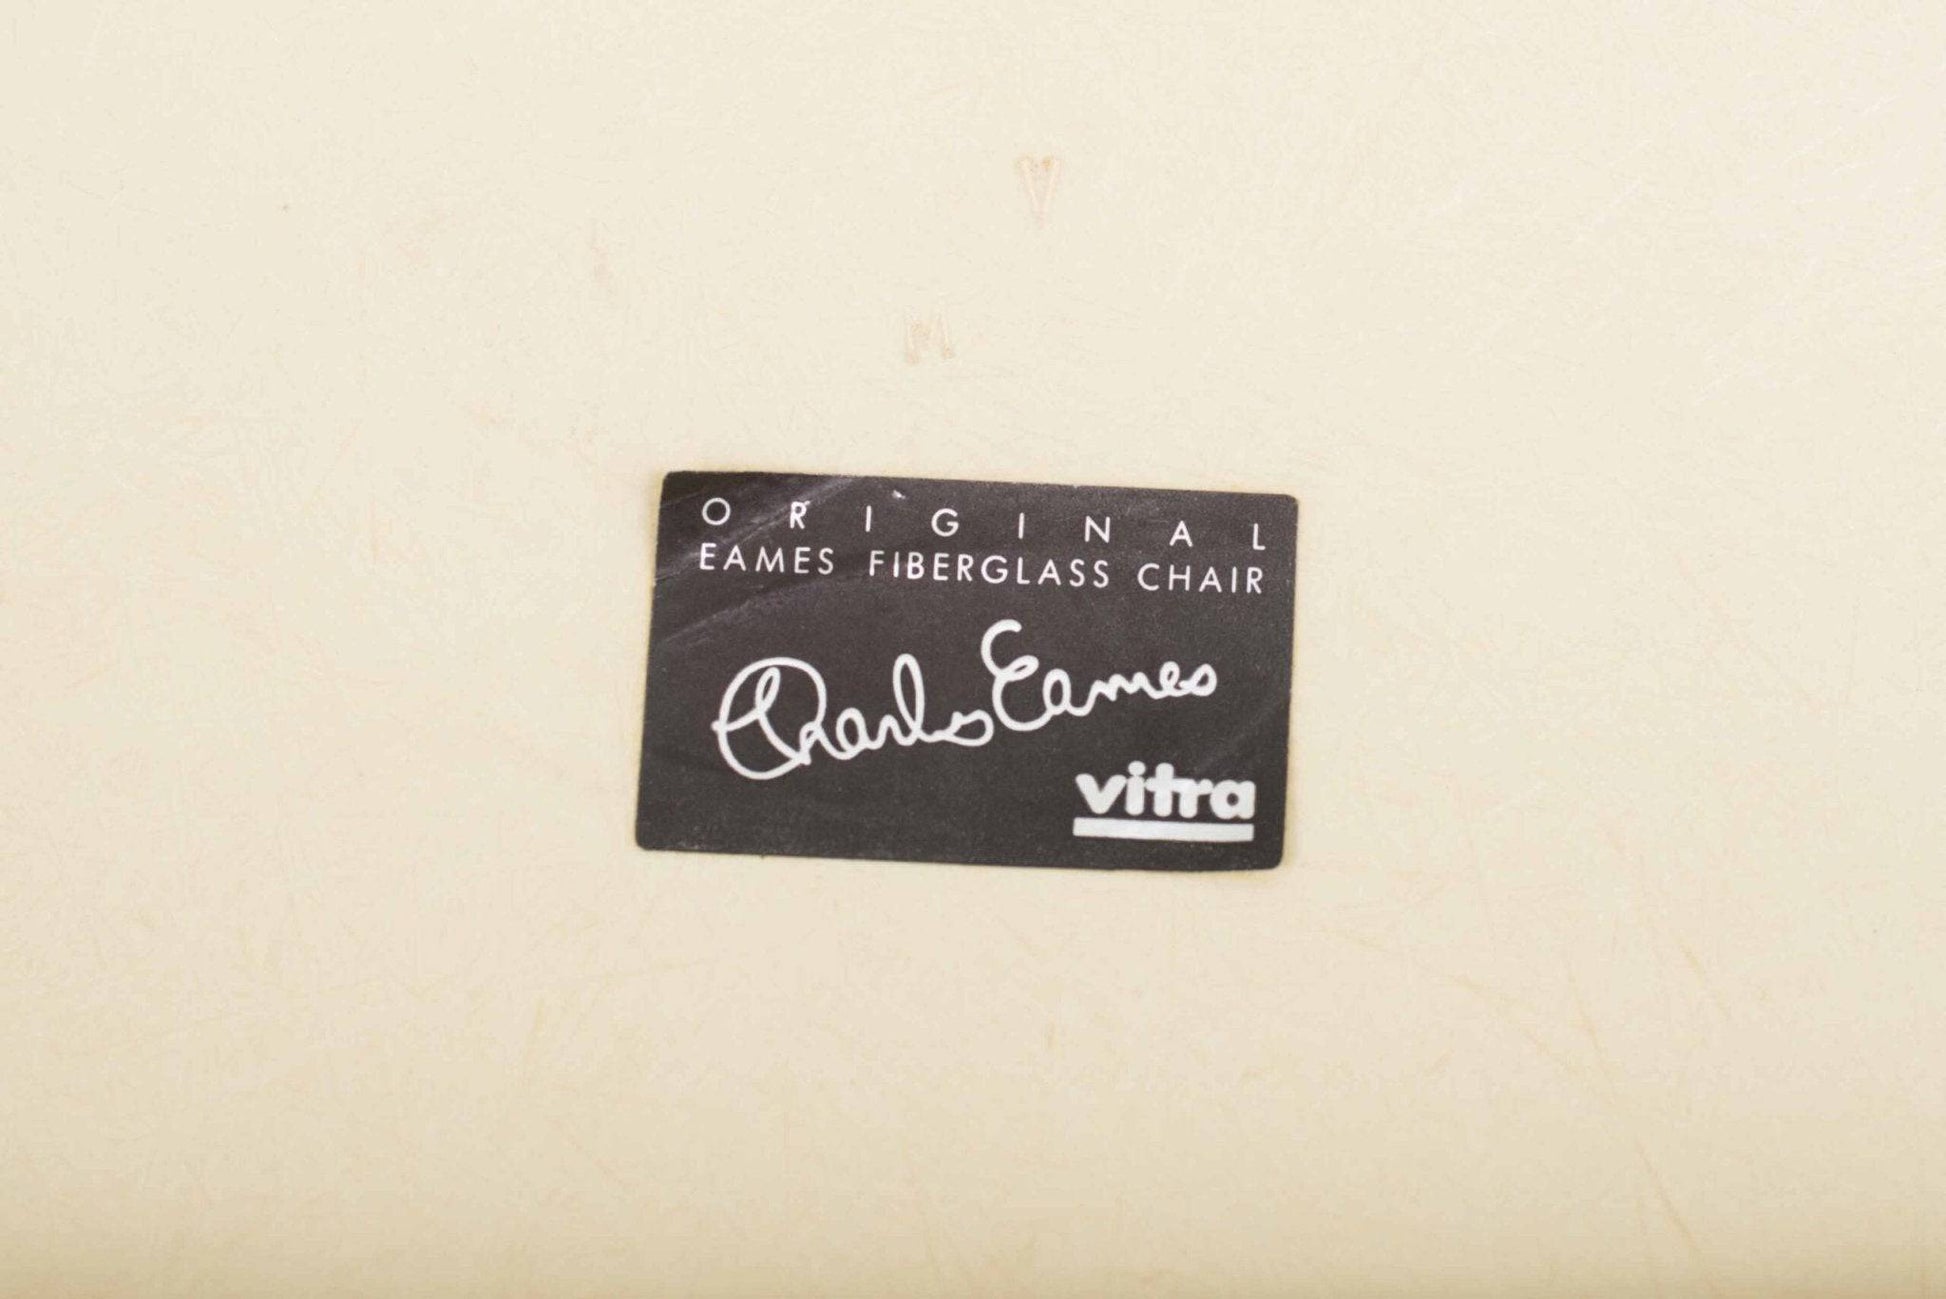 V
M
ORIGINAL
EAMES FIBERGLASS CHAIR
Charles Eames
vitra